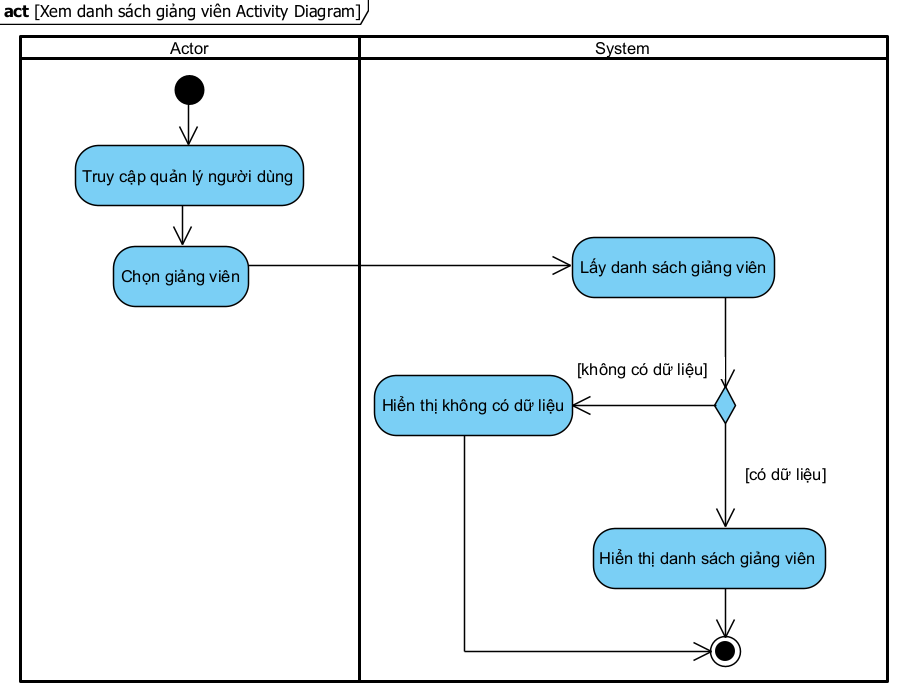 act [Xem danh sách giảng viên Activity Diagram]
Actor
System
Truy cập quản lý người dùng
Chọn giảng viên
Lấy danh sách giảng viên
[không có dữ liệu]
Hiển thị không có dữ liệu
[có dữ liệu]
Hiển thị danh sách giảng viên